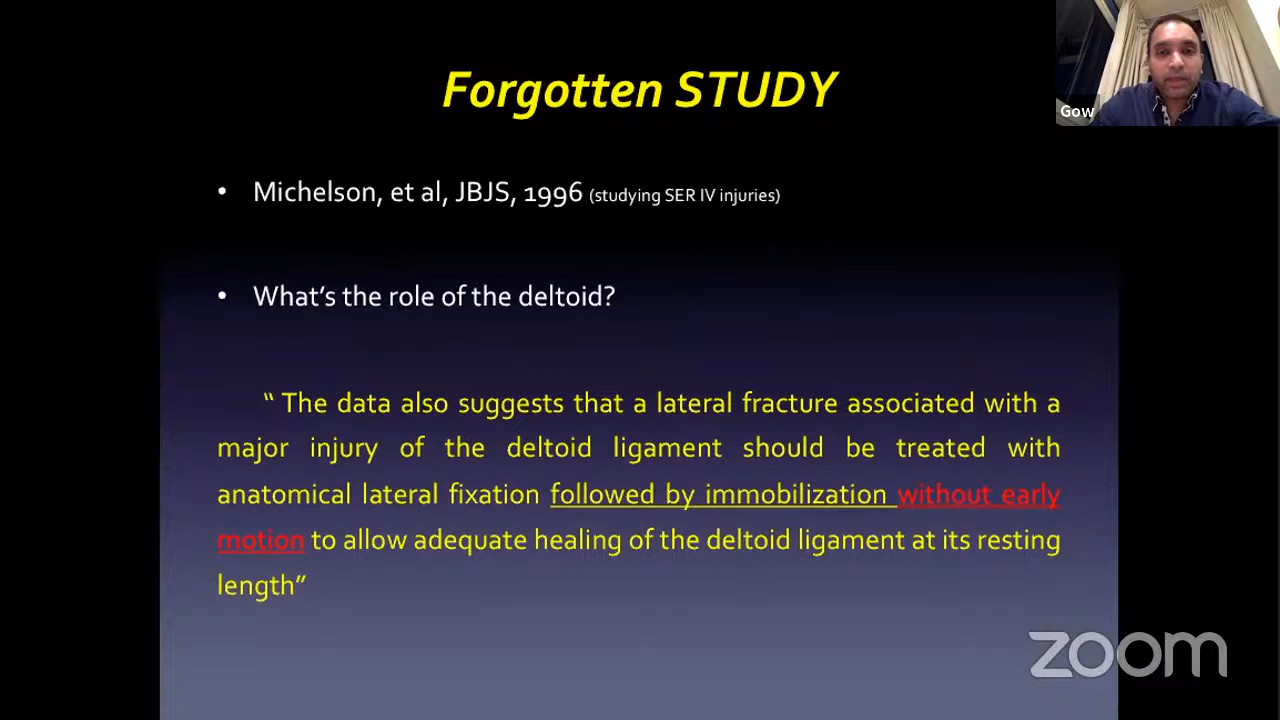 Forgotten STUDY
Gow
• Michelson, et al, JBJS, 1996 (studying SER IV injuries)
• What’s the role of the deltoid?
“ The data also suggests that a lateral fracture associated with a
major injury of the deltoid ligament should be treated with
anatomical lateral fixation followed by immobilization without early
motion to allow adequate healing of the deltoid ligament at its resting
length”
zoom